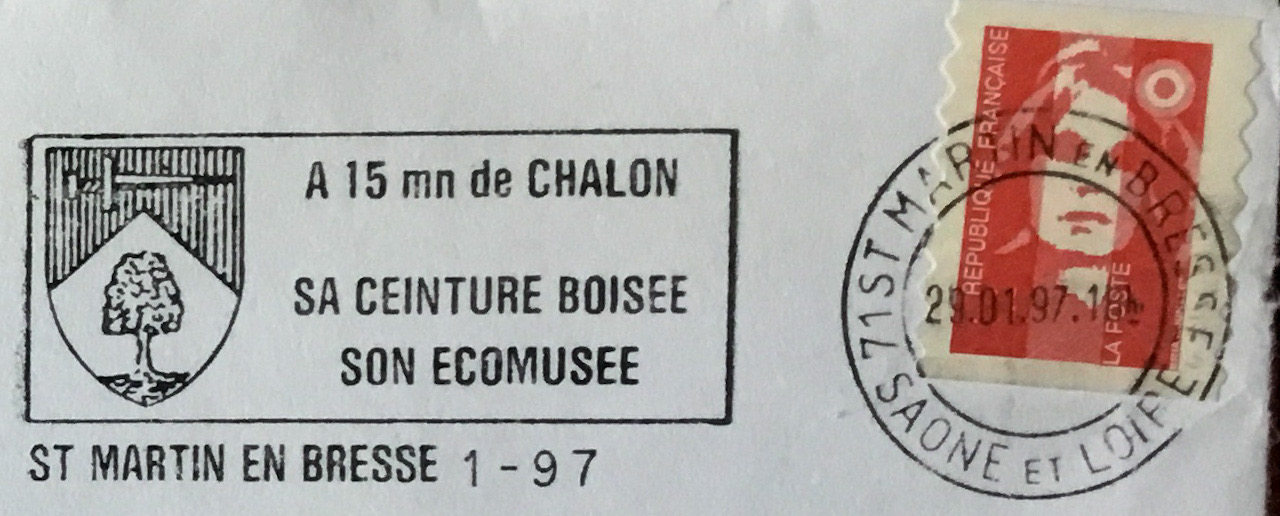 A 15 mn de CHALON
SA CEINTURE BOISEE
SON ECOMUSEE
ST MARTIN EN BRESSE 1-97
REPUBLIQUE FRANÇAISE
LA POSTE
71 ST MARTIN EN BRESSE
29.01.97.
SAONE ET LOIRE